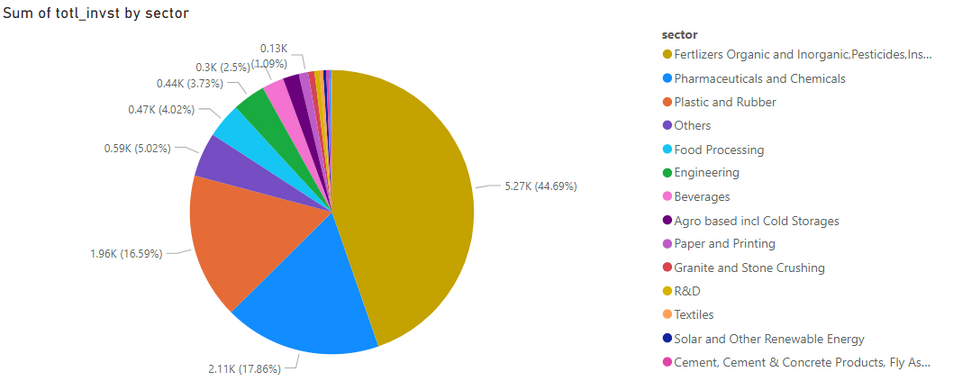 Sum of totl_invst by sector
0.13K
(1.09%)
0.3K (2.5%)
0.44K (3.73%)
0.47K (4.02%)
0.59K (5.02%)
1.96K (16.59%)
2.11K (17.86%)
5.27K (44.69%)
sector
Fertlizers Organic and Inorganic,Pesticides,Ins...
Pharmaceuticals and Chemicals
Plastic and Rubber
Others
Food Processing
Engineering
Beverages
Agro based incl Cold Storages
Paper and Printing
Granite and Stone Crushing
R&D
Textiles
Solar and Other Renewable Energy
Cement, Cement & Concrete Products, Fly As...